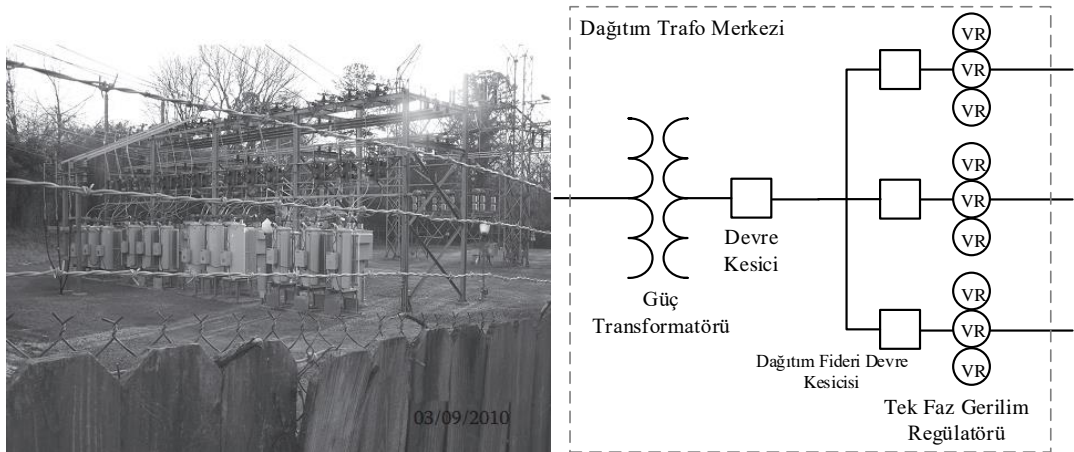 03/09/2010
Dağıtım Trafo Merkezi
VR
VR
VR
VR
VR
VR
VR
VR
VR
Devre
Kesici
Güç
Transformatörü
Dağıtım Fideri Devre
Kesicisi
Tek Faz Gerilim
Regülatörü